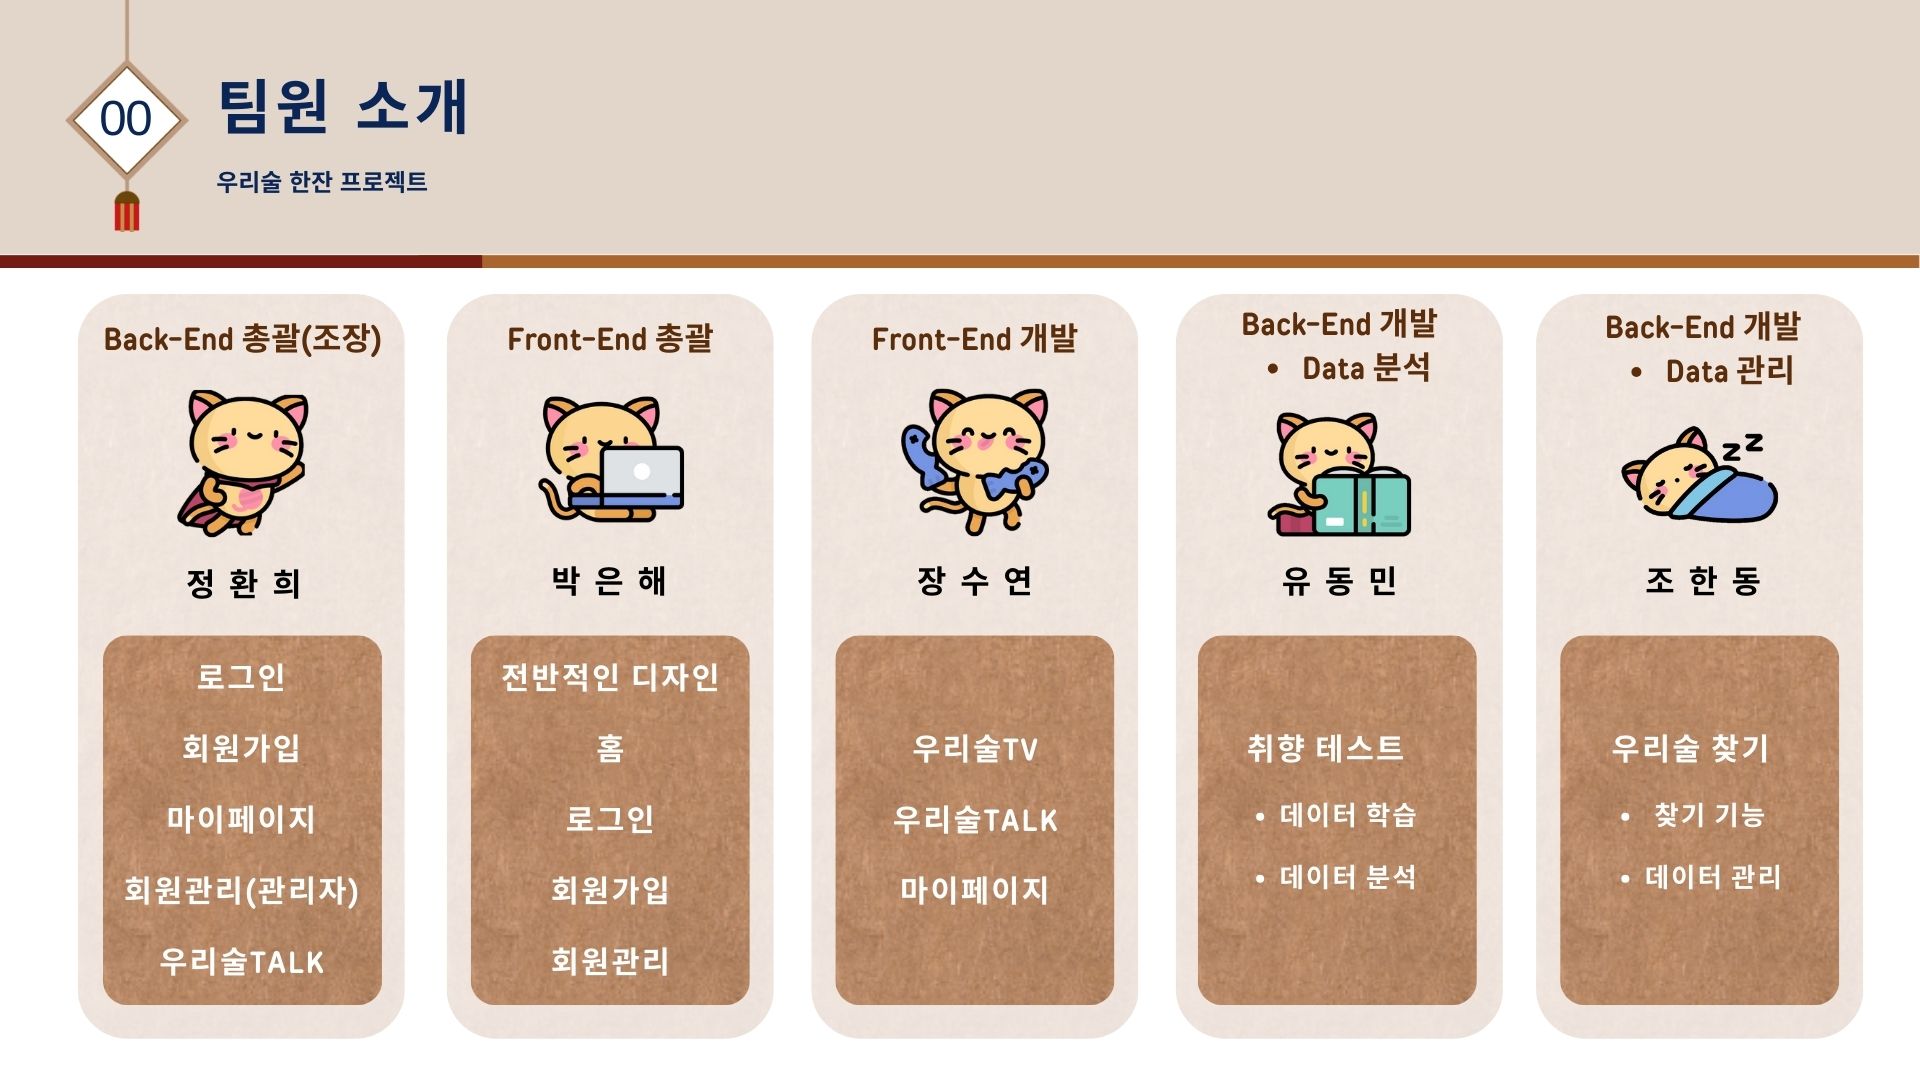 00
팀원 소개
우리술 한잔 프로젝트
Back-End 총괄(조장)
정 환 희
로그인
회원가입
마이페이지
회원관리(관리자)
우리술TALK
Front-End 총괄
박 은 해
전반적인 디자인
홈
로그인
회원가입
회원관리
Front-End 개발
장 수 연
우리술TV
우리술TALK
마이페이지
Back-End 개발
• Data 분석
유 동 민
취향 테스트
• 데이터 학습
• 데이터 분석
Back-End 개발
• Data 관리
z z
조 한 동
우리술 찾기
• 찾기 기능
• 데이터 관리